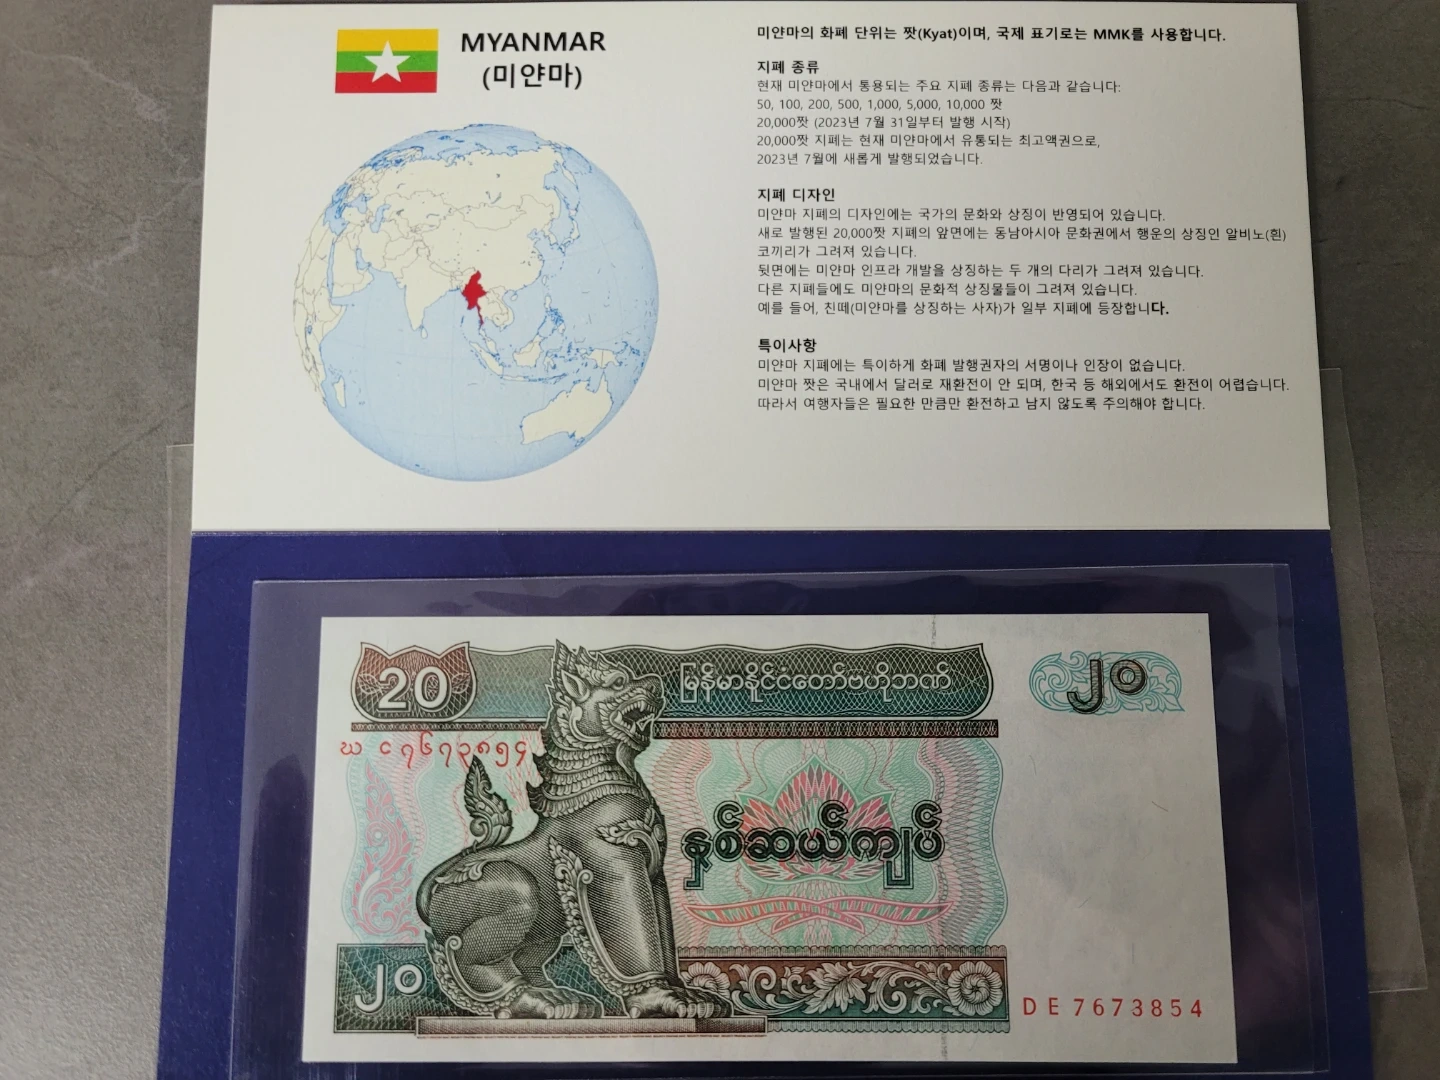 MYANMAR
(미얀마)
미얀마의 화폐 단위는 짯(Kyat)이며, 국제 표기로는 MMK를 사용합니다.
지폐 종류
현재 미얀마에서 통용되는 주요 지폐 종류는 다음과 같습니다:
50, 100, 200, 500, 1,000, 5,000, 10,000 짯
20,000짯 (2023년 7월 31일부터 발행 시작)
20,000짯 지폐는 현재 미얀마에서 유통되는 최고액권으로,
2023년 7월에 새롭게 발행되었습니다.
지폐 디자인
미얀마 지폐의 디자인에는 국가의 문화와 상징이 반영되어 있습니다.
새로 발행된 20,000짯 지폐의 앞면에는 동남아시아 문화권에서 행운의 상징인 알비노(흰)
코끼리가 그려져 있습니다.
뒷면에는 미얀마 인프라 개발을 상징하는 두 개의 다리가 그려져 있습니다.
다른 지폐들에도 미얀마의 문화적 상징물들이 그려져 있습니다.
예를 들어, 친떼(미얀마를 상징하는 사자)가 일부 지폐에 등장합니다.
특이사항
미얀마 지폐에는 특이하게 화폐 발행권자의 서명이나 인장이 없습니다.
미얀마 짯은 국내에서 달러로 재환전이 안 되며, 한국 등 해외에서도 환전이 어렵습니다.
따라서 여행자들은 필요한 만큼만 환전하고 남지 않도록 주의해야 합니다.
20
မြန်မာနိုင်ငံတော်ဗဟိုဘဏ်
၂၀
ဃ င ၇၆၇၃၈၅၄
နှစ်ဆယ်ကျပ်
၂၀
DE 7673854